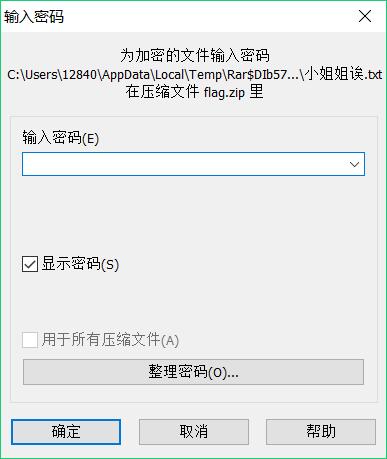 输入密码
为加密的文件输入密码
C:\Users\12840\AppData\Local\Temp\Rar$DIb57...\小姐姐诶.txt
在压缩文件 flag.zip 里
输入密码(E)
显示密码(S)
用于所有压缩文件(A)
整理密码(O)...
确定
取消
帮助